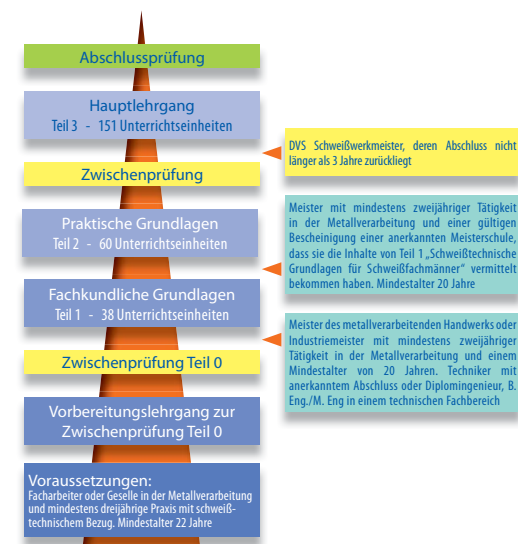 Abschlussprüfung
Hauptlehrgang
Teil 3 - 151 Unterrichtseinheiten
DVS Schweißwerkmeister, deren Abschluss nicht
länger als 3 Jahre zurückliegt
Zwischenprüfung
Praktische Grundlagen
Teil 2 - 60 Unterrichtseinheiten
Meister mit mindestens zweijähriger Tätigkeit
in der Metallverarbeitung und einer gültigen
Bescheinigung einer anerkannten Meisterschule,
dass sie die Inhalte von Teil 1 „Schweißtechnische
Grundlagen für Schweißfachmänner“ vermittelt
bekommen haben. Mindestalter 20 Jahre
Fachkundliche Grundlagen
Teil 1 - 38 Unterrichtseinheiten
Meister des metallverarbeitenden Handwerks oder
Industriemeister mit mindestens zweijähriger
Tätigkeit in der Metallverarbeitung und einem
Mindestalter von 20 Jahren. Techniker mit
anerkanntem Abschluss oder Diplomingenieur, B.
Eng./M. Eng in einem technischen Fachbereich
Zwischenprüfung Teil 0
Vorbereitungslehrgang zur
Zwischenprüfung Teil 0
Voraussetzungen:
Facharbeiter oder Geselle in der Metallverarbeitung
und mindestens dreijährige Praxis mit schweiß-
technischem Bezug. Mindestalter 22 Jahre